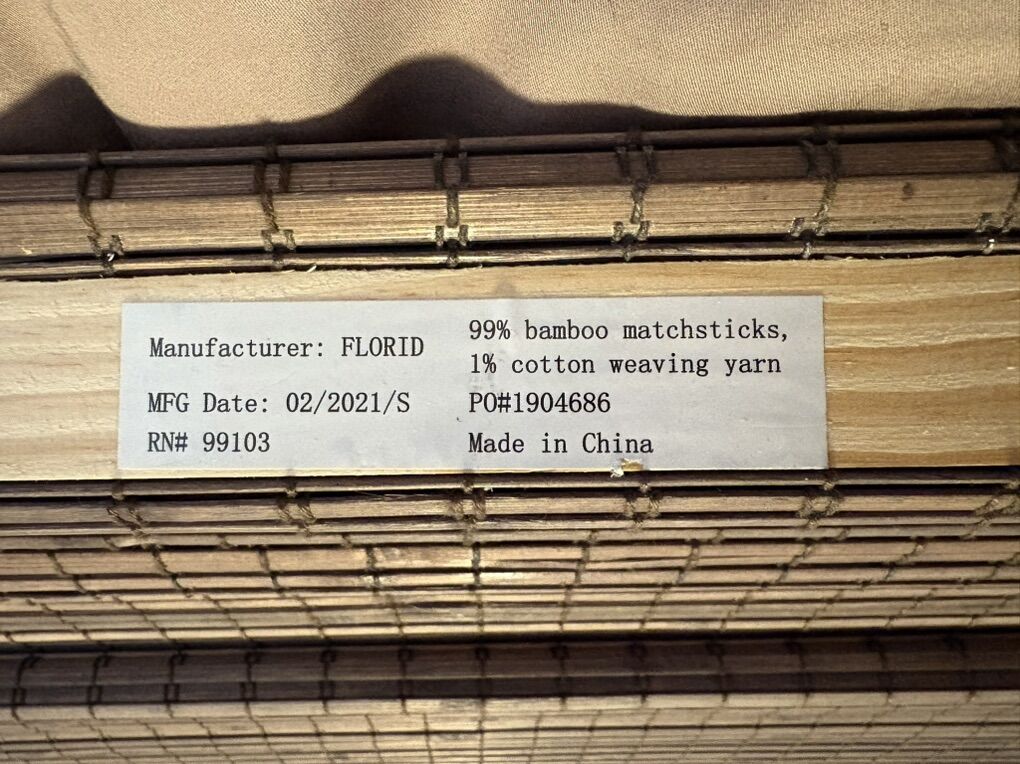 Manufacturer: FLORID
MFG Date: 02/2021/S
RN# 99103
99% bamboo matchsticks,
1% cotton weaving yarn
PO#1904686
Made in China